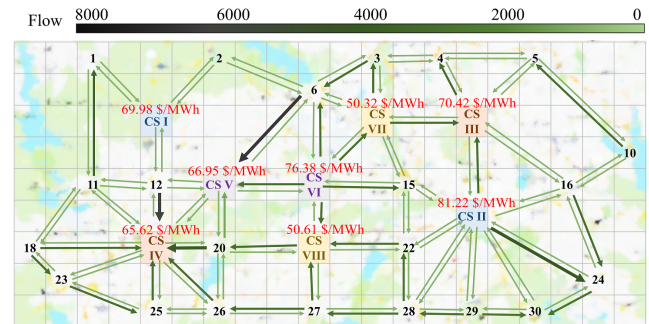 Flow 8000 6000 4000 2000 0
1 2 3 4 5
6
69.98 $/MWh 50.32 $/MWh 70.42 $/MWh
CS I CS VII CS III
10
66.95 $/MWh 76.38 $/MWh
11 12 CS V CS VI 15 16
81.22 $/MWh
CS II
65.62 $/MWh 50.61 $/MWh
18 CS IV 20 CS VIII 22
23 24
25 26 27 28 29 30